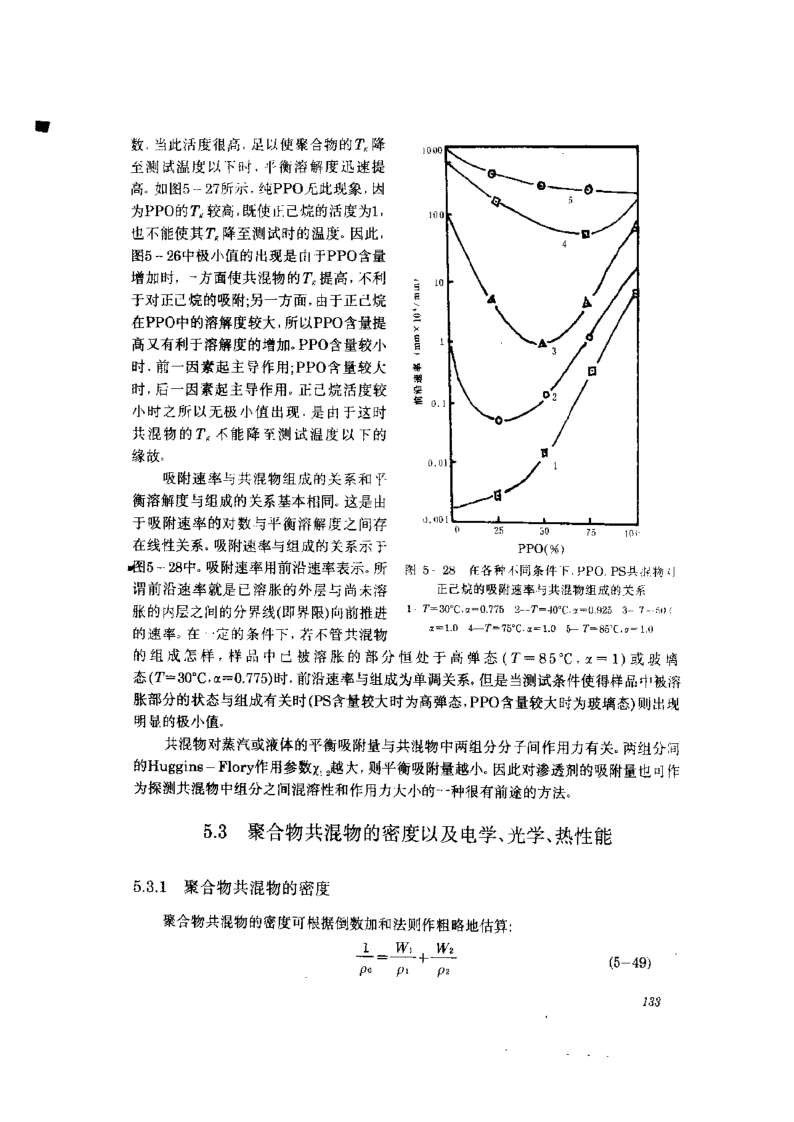 数，当此活度很高，足以使聚合物的Tg降
至测试温度以下时，平衡溶解度迅速提
高。如图5－27所示，纯PPO无此现象，因
为PPO的Tg较高，既使正己烷的活度为1，
也不能使其Tg降至测试时的温度。因此，
图5－26中极小值的出现是由于PPO含量
增加时，一方面使共混物的Tg提高，不利
于对正己烷的吸附;另一方面，由于正己烷
在PPO中的溶解度较大，所以PPO含量提
高又有利于溶解度的增加。PPO含量较小
时，前一因素起主导作用;PPO含量较大
时，后一因素起主导作用。正己烷活度较
小时之所以无极小值出现，是由于这时
共混物的Tg不能降至测试温度以下的
缘故。
吸附速率与共混物组成的关系和平
衡溶解度与组成的关系基本相同。这是由
于吸附速率的对数与平衡溶解度之间存
在线性关系。吸附速率与组成的关系示于
图5－28中。吸附速率用前沿速率表示。所
谓前沿速率就是已溶胀的外层与尚未溶
胀的内层之间的分界线(即界限)向前推进
的速率。在一定的条件下，若不管共混物
1000
100
10
1
0.1
0.01
0.001
前沿速率 (mm×10⁴/min)
5
4
3
2
1
0 25 50 75 100
PPO(%)
图 5－28 在各种不同条件下，PPO，PS共混物对
正己烷的吸附速率与共混物组成的关系
1－T=30℃,α=0.775 2－T=40℃,α=0.925 3－T=50℃
α=1.0 4—T=75℃,α=1.0 5—T=85℃,α=1.0
的组成怎样，样品中已被溶胀的部分恒处于高弹态(T=85℃,α=1)或玻璃
态(T=30℃,α=0.775)时，前沿速率与组成为单调关系。但是当测试条件使得样品中被溶
胀部分的状态与组成有关时(PS含量较大时为高弹态，PPO含量较大时为玻璃态)则出现
明显的极小值。
共混物对蒸汽或液体的平衡吸附量与共混物中两组分分子间作用力有关。两组分间
的Huggins－Flory作用参数χ₁,₂越大，则平衡吸附量越小。因此对渗透剂的吸附量也可作
为探测共混物中组分之间混溶性和作用力大小的一种很有前途的方法。
5.3 聚合物共混物的密度以及电学、光学、热性能
5.3.1 聚合物共混物的密度
聚合物共混物的密度可根据倒数加和法则作粗略地估算:
1/ρ₀=W₁/ρ₁+W₂/ρ₂ (5-49)
133